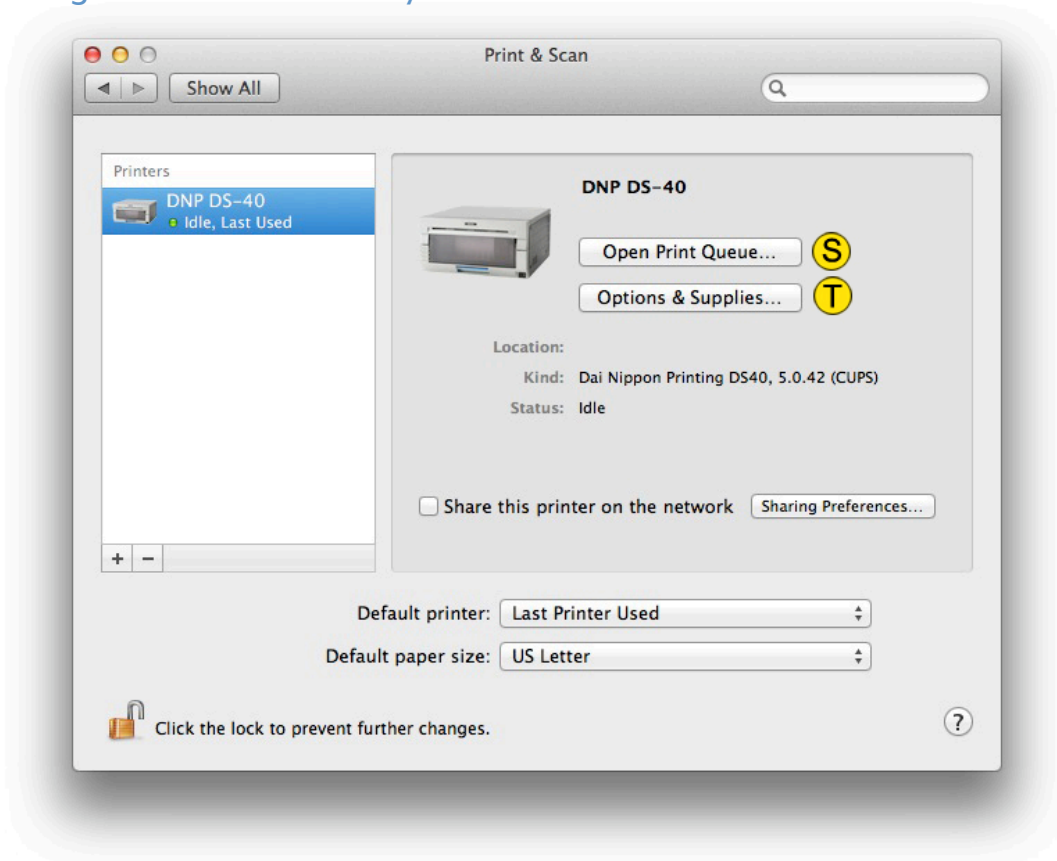 Print & Scan
Show All
Printers
DNP DS-40
Idle, Last Used
DNP DS-40
Open Print Queue... S
Options & Supplies... T
Location:
Kind: Dai Nippon Printing DS40, 5.0.42 (CUPS)
Status: Idle
Share this printer on the network Sharing Preferences...
+ −
Default printer: Last Printer Used
Default paper size: US Letter
Click the lock to prevent further changes. ?